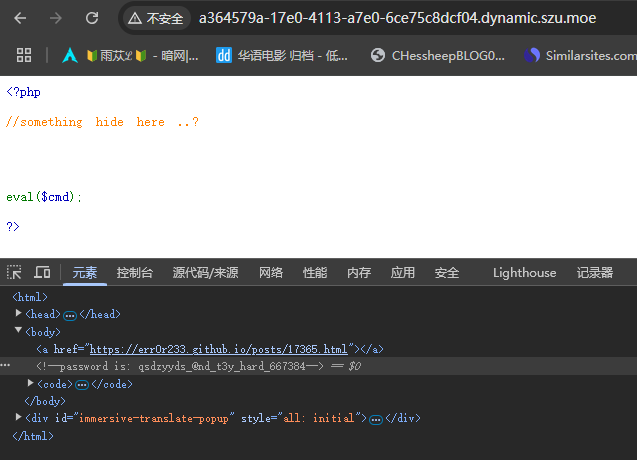 不安全 a364579a-17e0-4113-a7e0-6ce75c8dcf04.dynamic.szu.moe
🔰雨苁ℒ🔰 - 暗网|... dd 华语电影 归档 - 低... CHessheepBLOG0... Similarsites.com
<?php
//something hide here ..?
eval($cmd);
?>
元素 控制台 源代码/来源 网络 性能 内存 应用 安全 Lighthouse 记录器
<html>
▶<head>⋯</head>
▼<body>
<a href="https://err0r233.github.io/posts/17365.html"></a>
⋯ <!--password is: qsdzyyds_@nd_t3y_hard_667384--> == $0
▶<code>⋯</code>
</body>
▶<div id="immersive-translate-popup" style="all: initial">⋯</div>
</html>